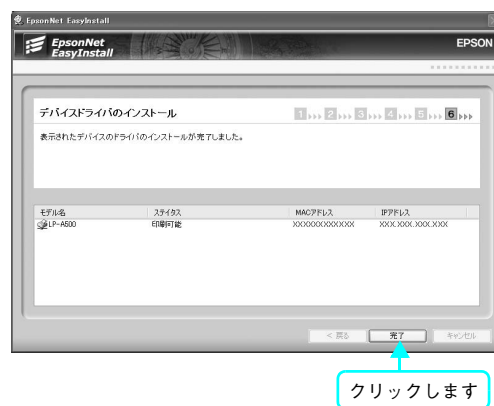 EpsonNet EasyInstall
EpsonNet
EasyInstall
EPSON
デバイスドライバのインストール
1 2 3 4 5 6
表示されたデバイスのドライバのインストールが完了しました。
モデル名 ステイタス MACアドレス IPアドレス
LP-A500 印刷可能 XXXXXXXXXXXX XXX.XXX.XXX.XXX
< 戻る 完了 キャンセル
クリックします